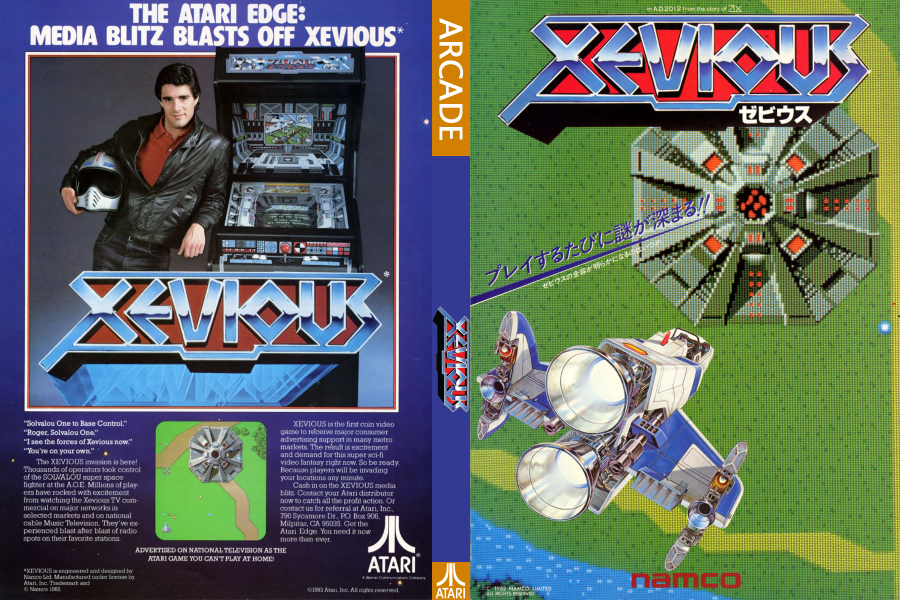 THE ATARI EDGE:
MEDIA BLITZ BLASTS OFF XEVIOUS*
XEVIOUS*
"Solvalou One to Base Control."
"Roger, Solvalou One."
"I see the forces of Xevious now."
"You're on your own."
The XEVIOUS invasion is here!
Thousands of operators took control
of the SOLVALOU super space
fighter at the A.O.E. Millions of play-
ers have rocked with excitement
from watching the Xevious TV com-
mercial on major networks in
selected markets and on national
cable Music Television. They've ex-
perienced blast after blast of radio
spots on their favorite stations.
XEVIOUS is the first coin video
game to receive major consumer
advertising support in many metro
markets. The result is excitement
and demand for this super sci-fi
video fantasy right now. So be ready.
Because players will be invading
your locations any minute.
Cash in on the XEVIOUS media
blitz. Contact your Atari distributor
now to catch all the profit action. Or
contact us for referral at Atari, Inc.,
790 Sycamore Dr., P.O. Box 906,
Milpitas, CA 95035. Get the
Atari Edge. You need it now
more than ever.
ADVERTISED ON NATIONAL TELEVISION AS THE
ATARI GAME YOU CAN'T PLAY AT HOME!
*XEVIOUS is engineered and designed by
Namco Ltd. Manufactured under license by
Atari, Inc. Trademark and
© Namco 1982.
ATARI®
A Warner Communications Company
©1983 Atari, Inc. All rights reserved.
ARCADE
XEVIOUS
ATARI
in A.D.2012 from the story of
XEVIOUS
ゼビウス
プレイするたびに謎が深まる!!
namco
© 1982 NAMCO LIMITED
ALL RIGHTS RESERVED